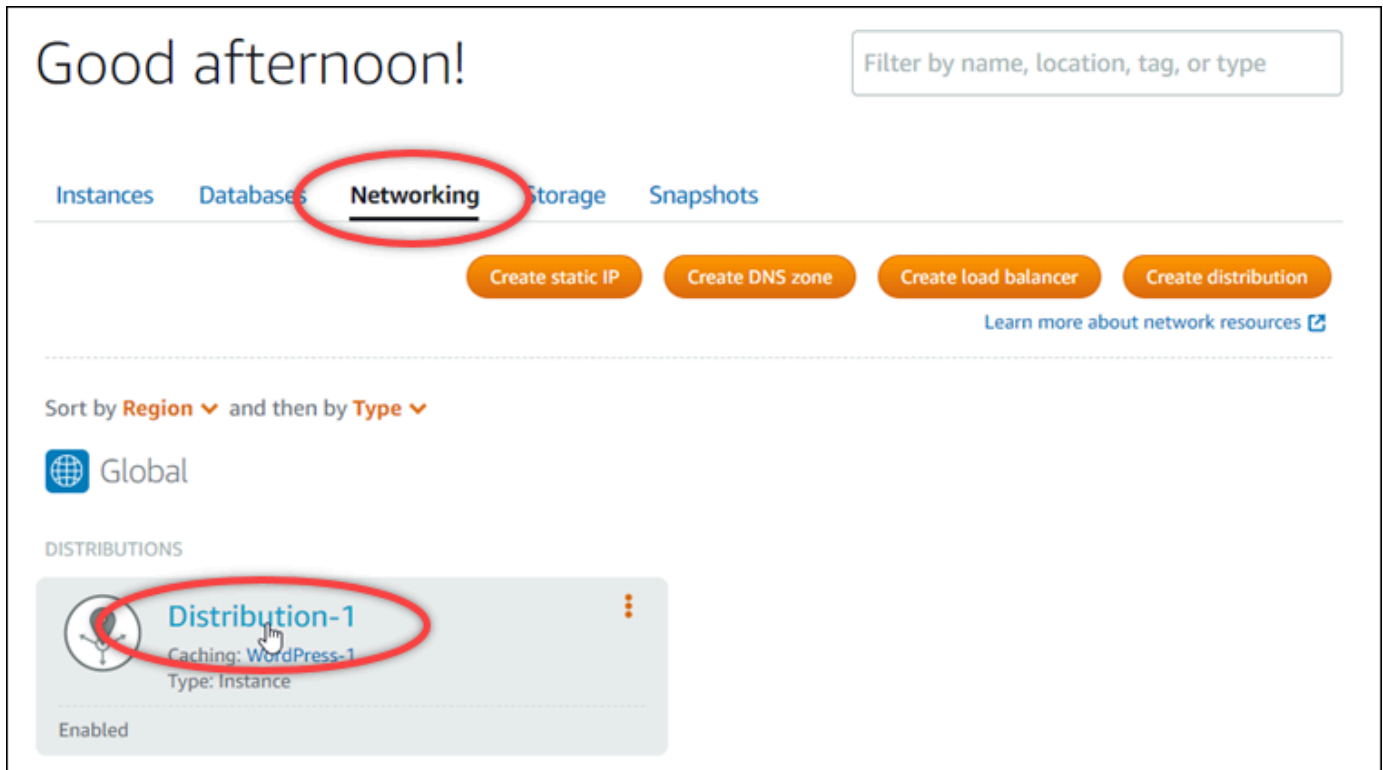 Good afternoon!
Filter by name, location, tag, or type
Instances Databases Networking Storage Snapshots
Create static IP Create DNS zone Create load balancer Create distribution
Learn more about network resources
Sort by Region and then by Type
Global
DISTRIBUTIONS
Distribution-1
Caching: WordPress-1
Type: Instance
Enabled